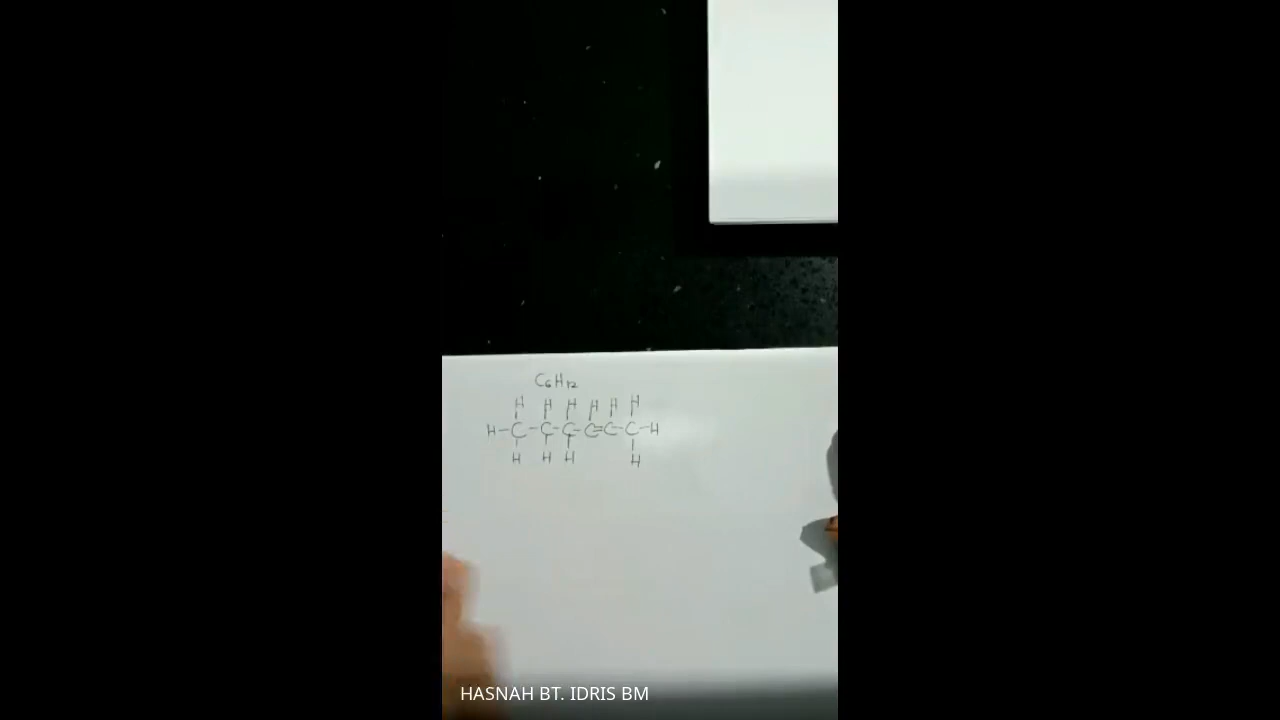 C6H12
H H H H H H
H-C-C-C-C=C-C-H
H H H H
HASNAH BT. IDRIS BM